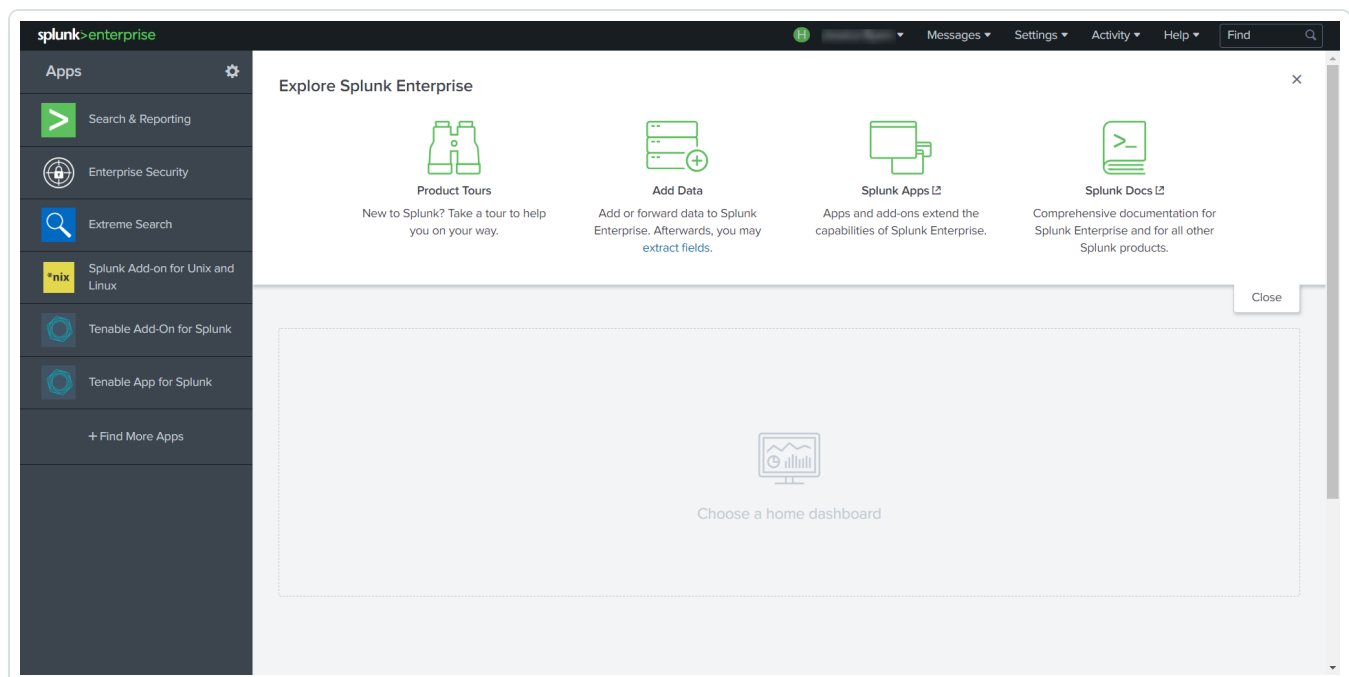 splunk>enterprise
H
Messages
Settings
Activity
Help
Find
Apps
Search & Reporting
Enterprise Security
Extreme Search
*nix
Splunk Add-on for Unix and
Linux
Tenable Add-On for Splunk
Tenable App for Splunk
+ Find More Apps
Explore Splunk Enterprise
Product Tours
New to Splunk? Take a tour to help
you on your way.
Add Data
Add or forward data to Splunk
Enterprise. Afterwards, you may
extract fields.
Splunk Apps
Apps and add-ons extend the
capabilities of Splunk Enterprise.
>_
Splunk Docs
Comprehensive documentation for
Splunk Enterprise and for all other
Splunk products.
Close
Choose a home dashboard